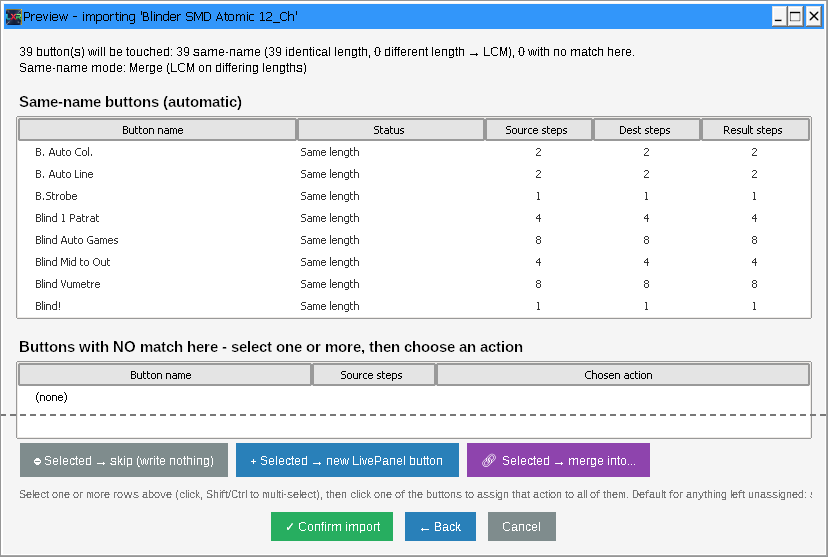 Preview - importing 'Blinder SMD Atomic 12_Ch'
39 button(s) will be touched: 39 same-name (39 identical length, 0 different length → LCM), 0 with no match here.
Same-name mode: Merge (LCM on differing lengths)
Same-name buttons (automatic)
Button name Status Source steps Dest steps Result steps
B. Auto Col. Same length 2 2 2
B. Auto Line Same length 2 2 2
B.Strobe Same length 1 1 1
Blind 1 Patrat Same length 4 4 4
Blind Auto Games Same length 8 8 8
Blind Mid to Out Same length 4 4 4
Blind Vumetre Same length 8 8 8
Blind! Same length 1 1 1
Buttons with NO match here - select one or more, then choose an action
Button name Source steps Chosen action
(none)
Selected → skip (write nothing) + Selected → new LivePanel button Selected → merge into...
Select one or more rows above (click, Shift/Ctrl to multi-select), then click one of the buttons to assign that action to all of them. Default for anything left unassigned:
✓ Confirm import ← Back Cancel